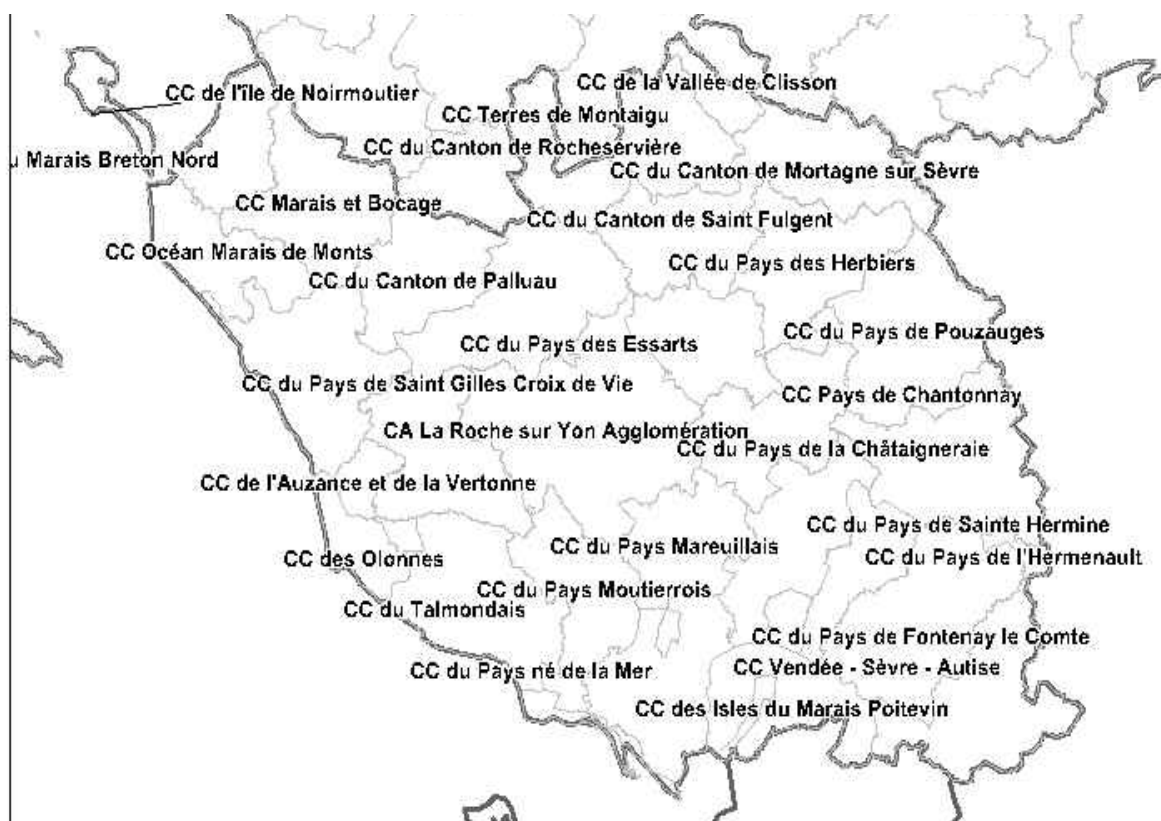 CC de la Vallée de Clisson
CC de l'île de Noirmoutier
CC Terres de Montaigu
CC du Canton de Rocheservière
u Marais Breton Nord
CC du Canton de Mortagne sur Sèvre
CC Marais et Bocage
CC du Canton de Saint Fulgent
CC Océan Marais de Monts
CC du Pays des Herbiers
CC du Canton de Palluau
CC du Pays de Pouzauges
CC du Pays des Essarts
CC du Pays de Saint Gilles Croix de Vie
CC Pays de Chantonnay
CA La Roche sur Yon Agglomération
CC du Pays de la Châtaigneraie
CC de l'Auzance et de la Vertonne
CC du Pays de Sainte Hermine
CC du Pays Mareuillais
CC des Olonnes
CC du Pays de l'Hermenault
CC du Pays Moutierrois
CC du Talmondais
CC du Pays de Fontenay le Comte
CC du Pays né de la Mer
CC Vendée - Sèvre - Autise
CC des Isles du Marais Poitevin